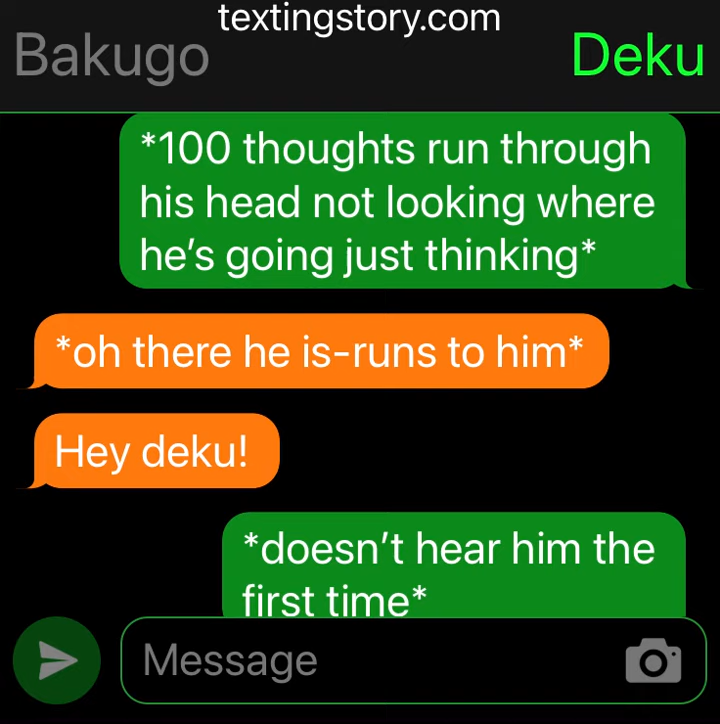 textingstory.com
Bakugo
Deku
*100 thoughts run through
his head not looking where
he’s going just thinking*
*oh there he is-runs to him*
Hey deku!
*doesn’t hear him the
first time*
Message